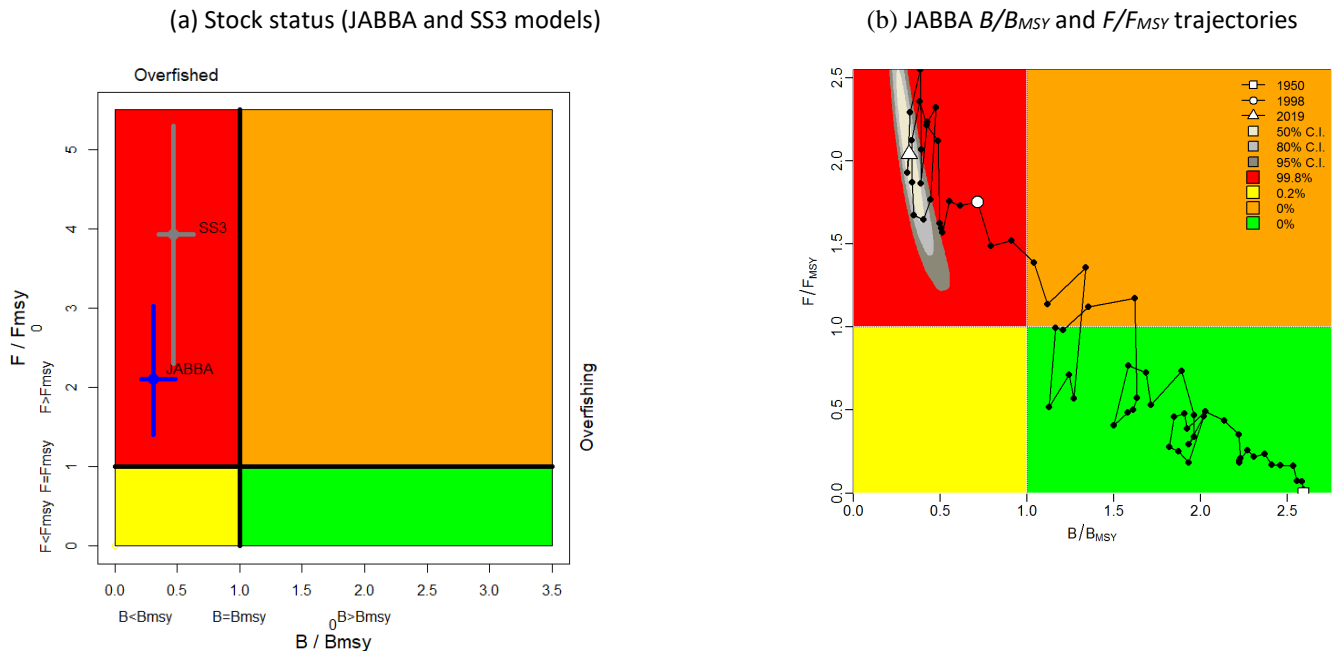 (a) Stock status (JABBA and SS3 models)
Overfished
SS3
JABBA
Overfishing
F / Fmsy
0
F<Fmsy F=Fmsy F>Fmsy
0 1 2 3 4 5
0.0 0.5 1.0 1.5 2.0 2.5 3.0 3.5
B<Bmsy B=Bmsy 0 B>Bmsy
B / Bmsy
(b) JABBA B/BMSY and F/FMSY trajectories
1950
1998
2019
50% C.I.
80% C.I.
95% C.I.
99.8%
0.2%
0%
0%
F/FMSY
0.0 0.5 1.0 1.5 2.0 2.5
0.0 0.5 1.0 1.5 2.0 2.5
B/BMSY